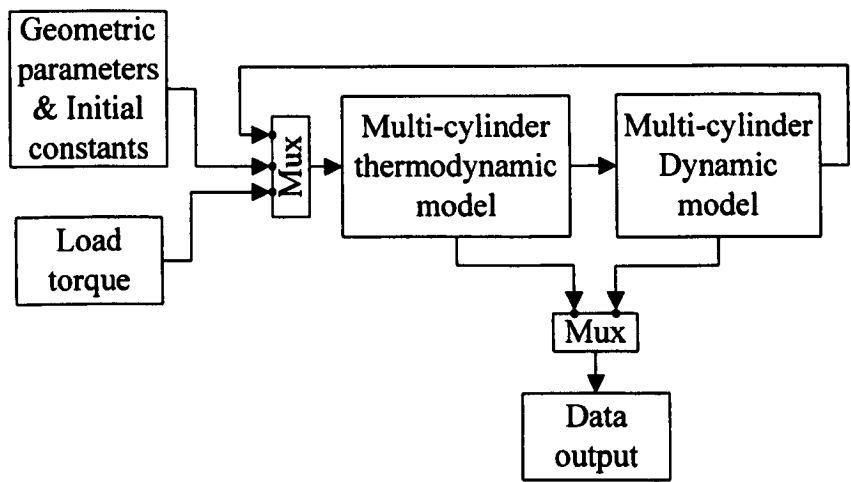 Geometric
parameters
& Initial
constants
Load
torque
Mux
Multi-cylinder
thermodynamic
model
Multi-cylinder
Dynamic
model
Mux
Data
output